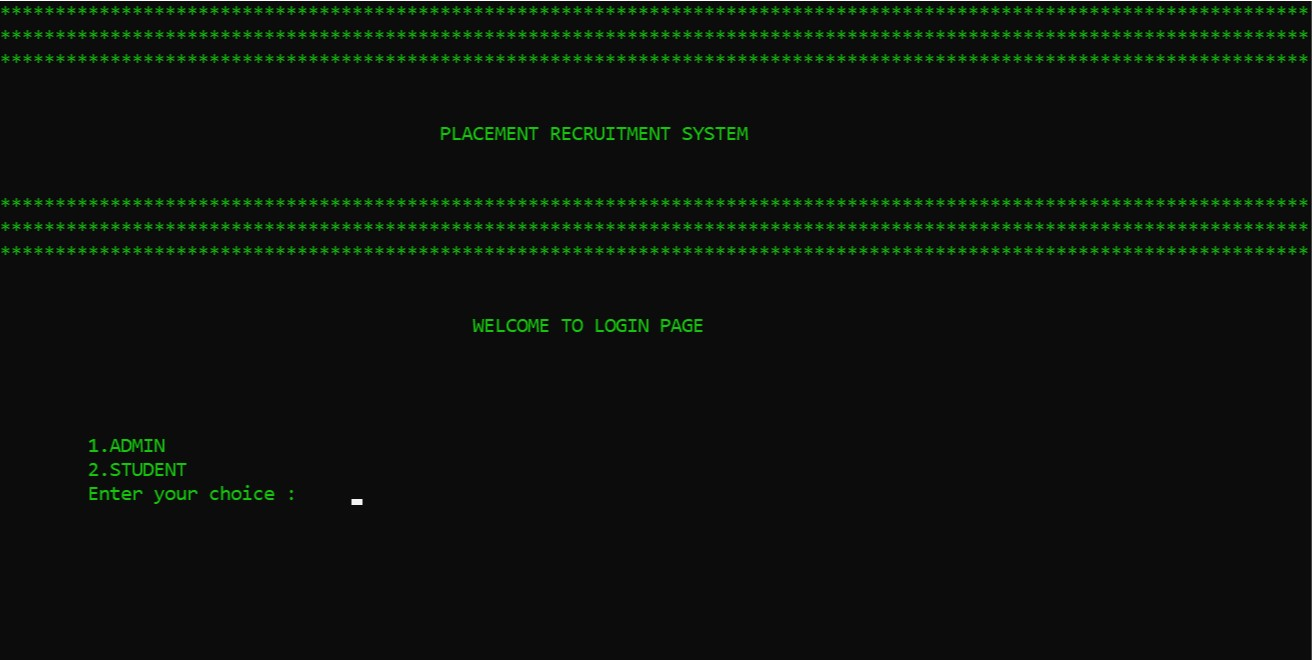 ***********************************************************************************************************************
***********************************************************************************************************************
***********************************************************************************************************************
PLACEMENT RECRUITMENT SYSTEM
***********************************************************************************************************************
***********************************************************************************************************************
***********************************************************************************************************************
WELCOME TO LOGIN PAGE
1.ADMIN
2.STUDENT
Enter your choice :